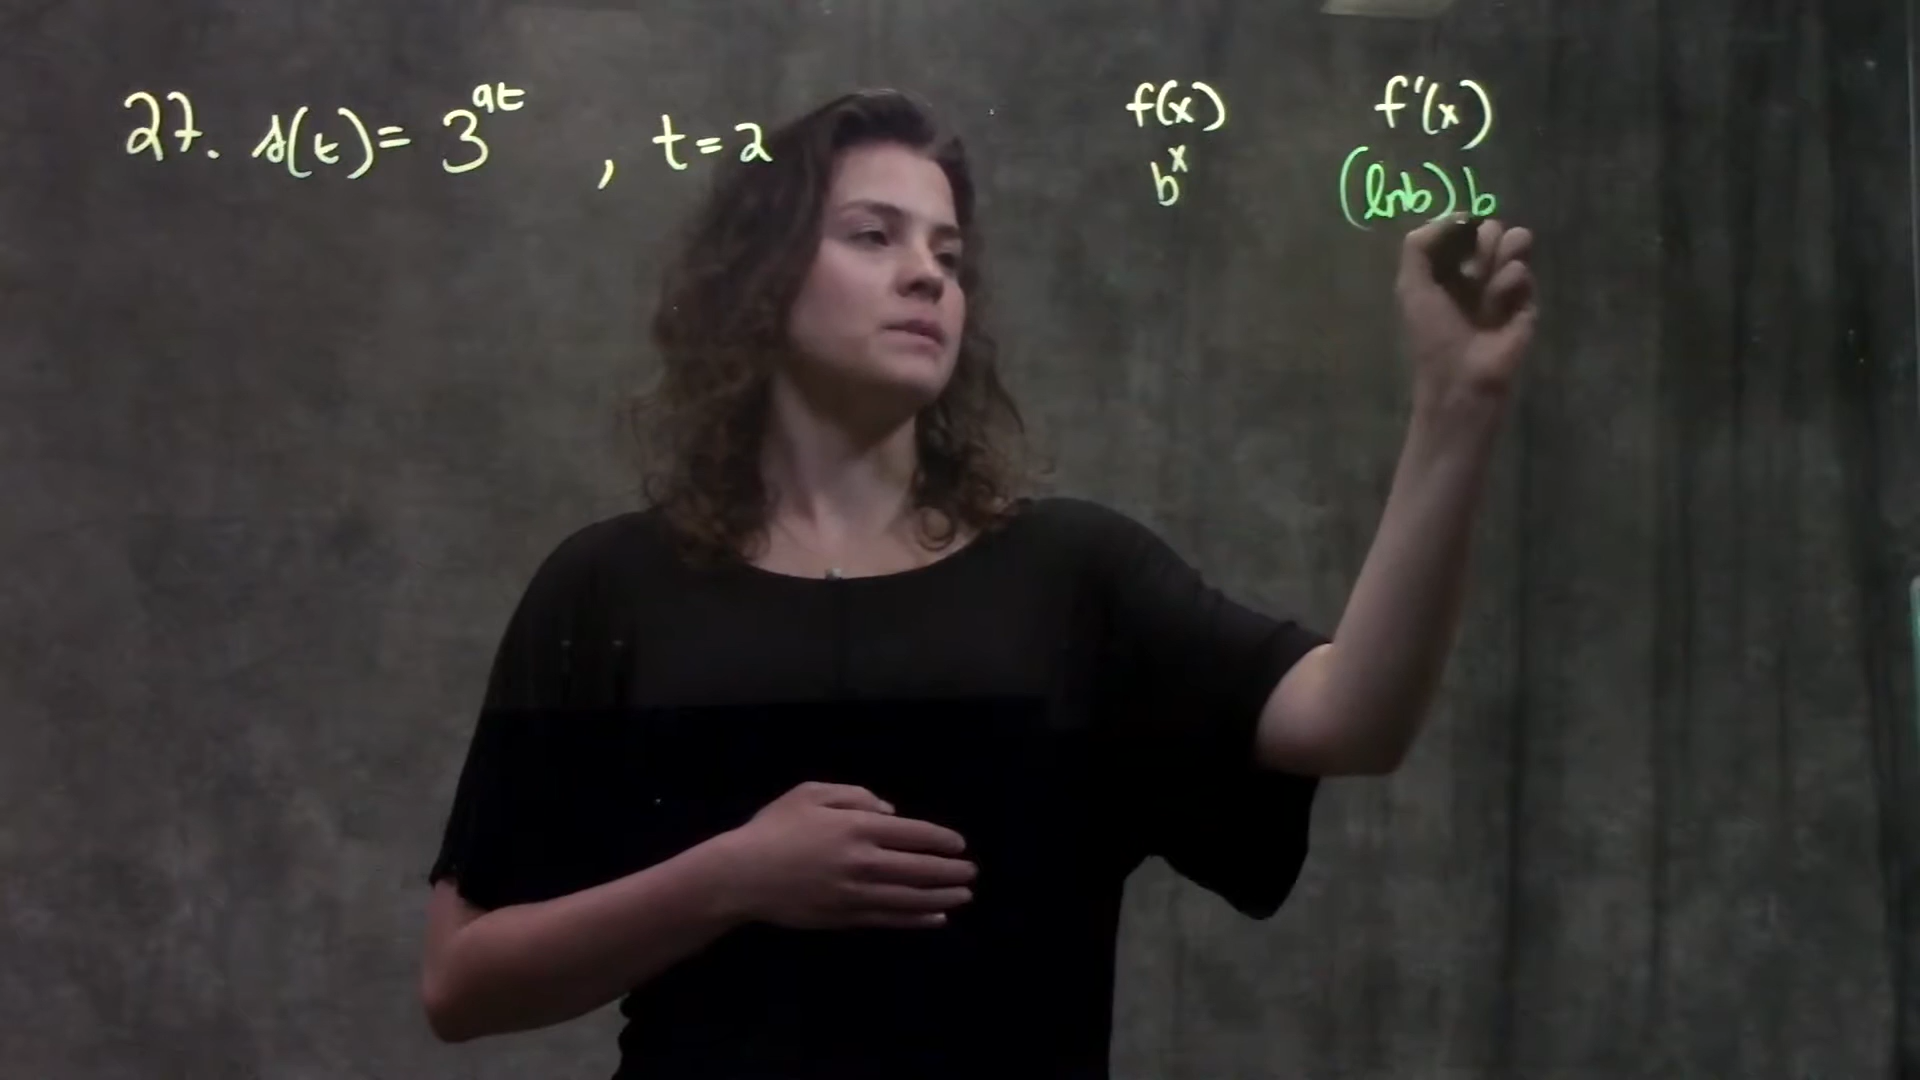 27. s(t) = 3^{9t} , t = 2
f(x) f'(x)
b^x (ln b) b